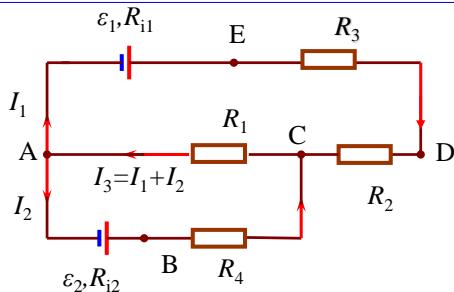 ε₁,Rᵢ₁
E
R₃
I₁
R₁
C
A
D
I₃=I₁+I₂
R₂
I₂
B
R₄
ε₂,Rᵢ₂